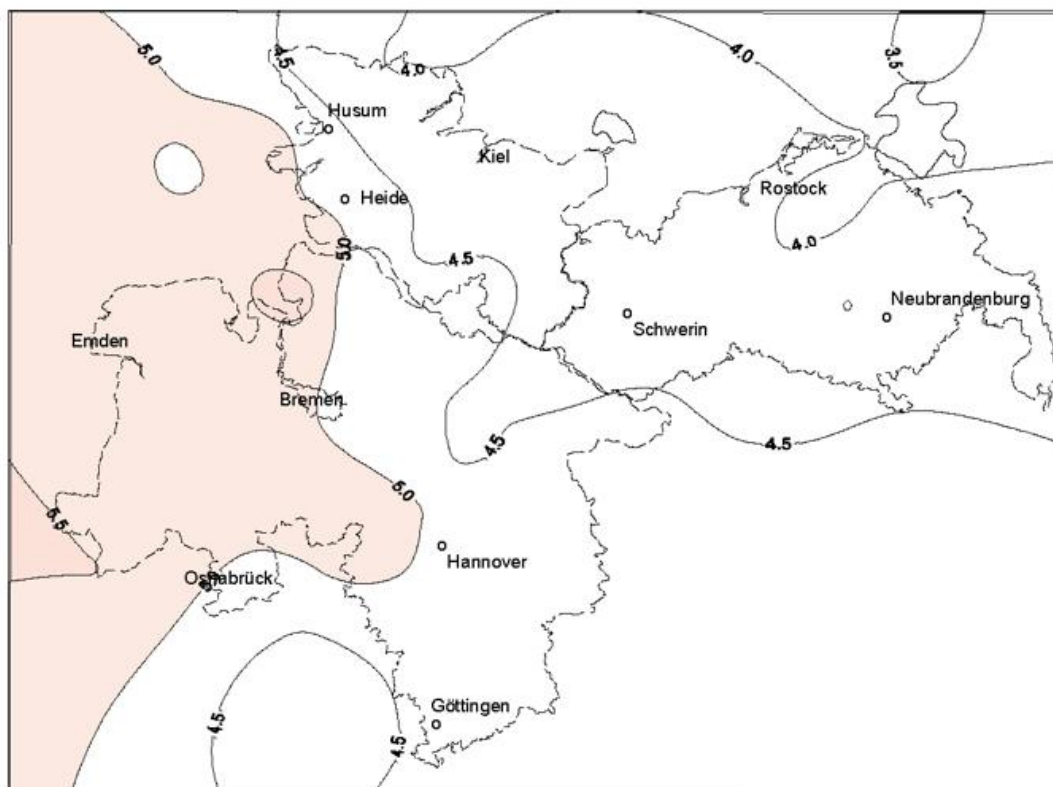 5.0
4.5
4.0
4.0
3.5
Husum
Kiel
Heide
Rostock
5.0
4.5
4.0
Neubrandenburg
Schwerin
Emden
Bremen
4.5
4.5
5.0
5.5
Hannover
Osnabrück
Göttingen
4.5
4.5